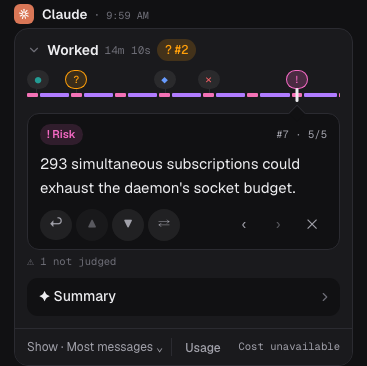 Claude · 9:59 AM
Worked 14m 10s ? #2
?
!
! Risk #7 · 5/5
293 simultaneous subscriptions could
exhaust the daemon's socket budget.
⚠ 1 not judged
✦ Summary
Show · Most messages Usage Cost unavailable